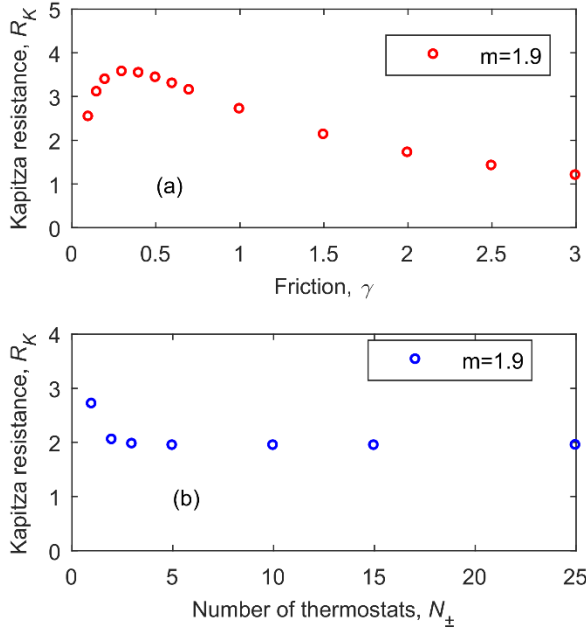 5
4
3
2
1
0
Kapitza resistance, R_K
m=1.9
(a)
0 0.5 1 1.5 2 2.5 3
Friction, γ
4
3
2
1
0
Kapitza resistance, R_K
m=1.9
(b)
0 5 10 15 20 25
Number of thermostats, N_±